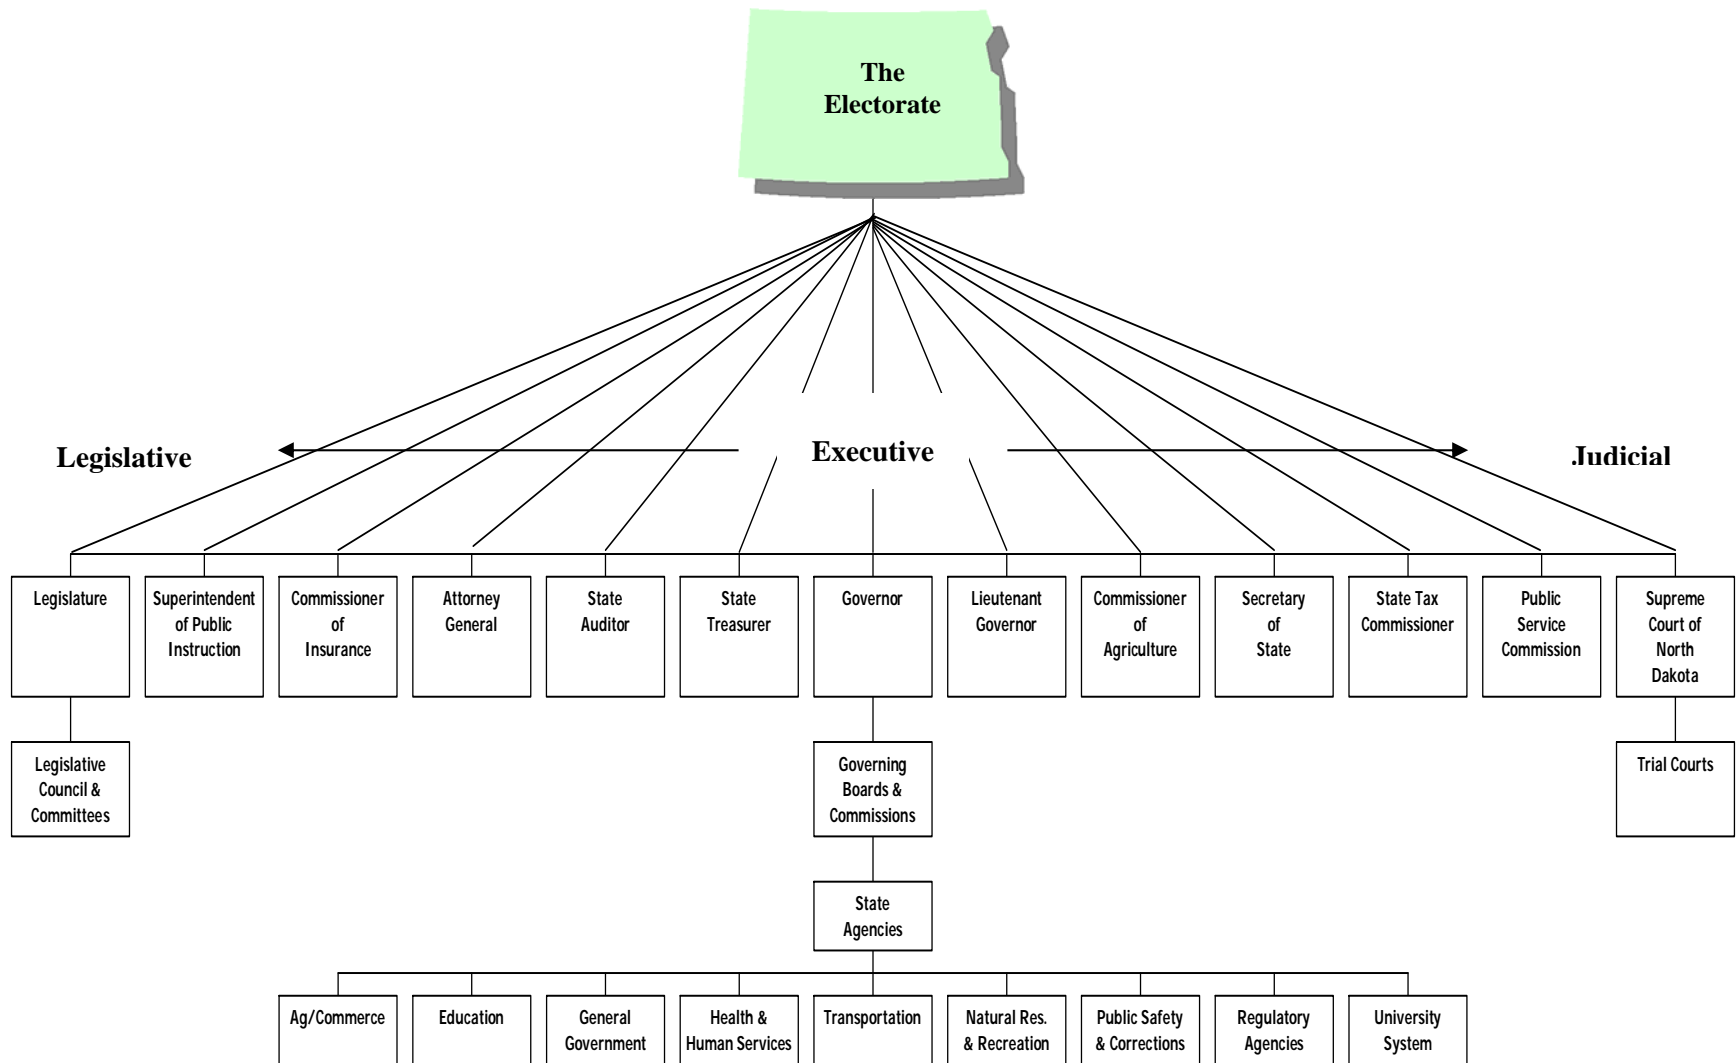 The
Electorate
Legislative
Executive
Judicial
Legislature
Superintendent
of Public
Instruction
Commissioner
of
Insurance
Attorney
General
State
Auditor
State
Treasurer
Governor
Lieutenant
Governor
Commissioner
of
Agriculture
Secretary
of
State
State Tax
Commissioner
Public
Service
Commission
Supreme
Court of
North
Dakota
Legislative
Council &
Committees
Governing
Boards &
Commissions
Trial Courts
State
Agencies
Ag/Commerce
Education
General
Government
Health &
Human Services
Transportation
Natural Res.
& Recreation
Public Safety
& Corrections
Regulatory
Agencies
University
System